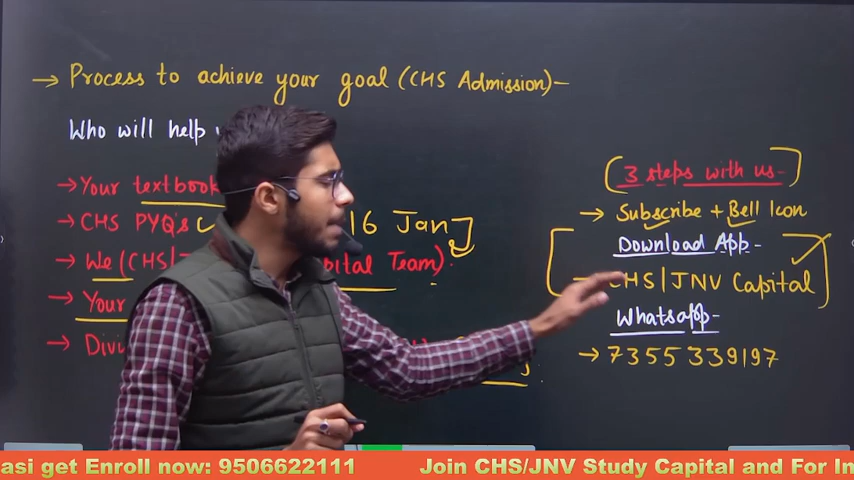 → Process to achieve your goal (CHS Admission)-
Who will help
→ Your textbook
→ CHS PYQ's
16 Jan
→ We (CHS/
Team).
→ Your
→
3 steps with us-
→ Subscribe + Bell Icon
Download App-
CHS/JNV Capital
Whatsapp-
→ 7355339197
get Enroll now: 9506622111
Join CHS/JNV Study Capital and For